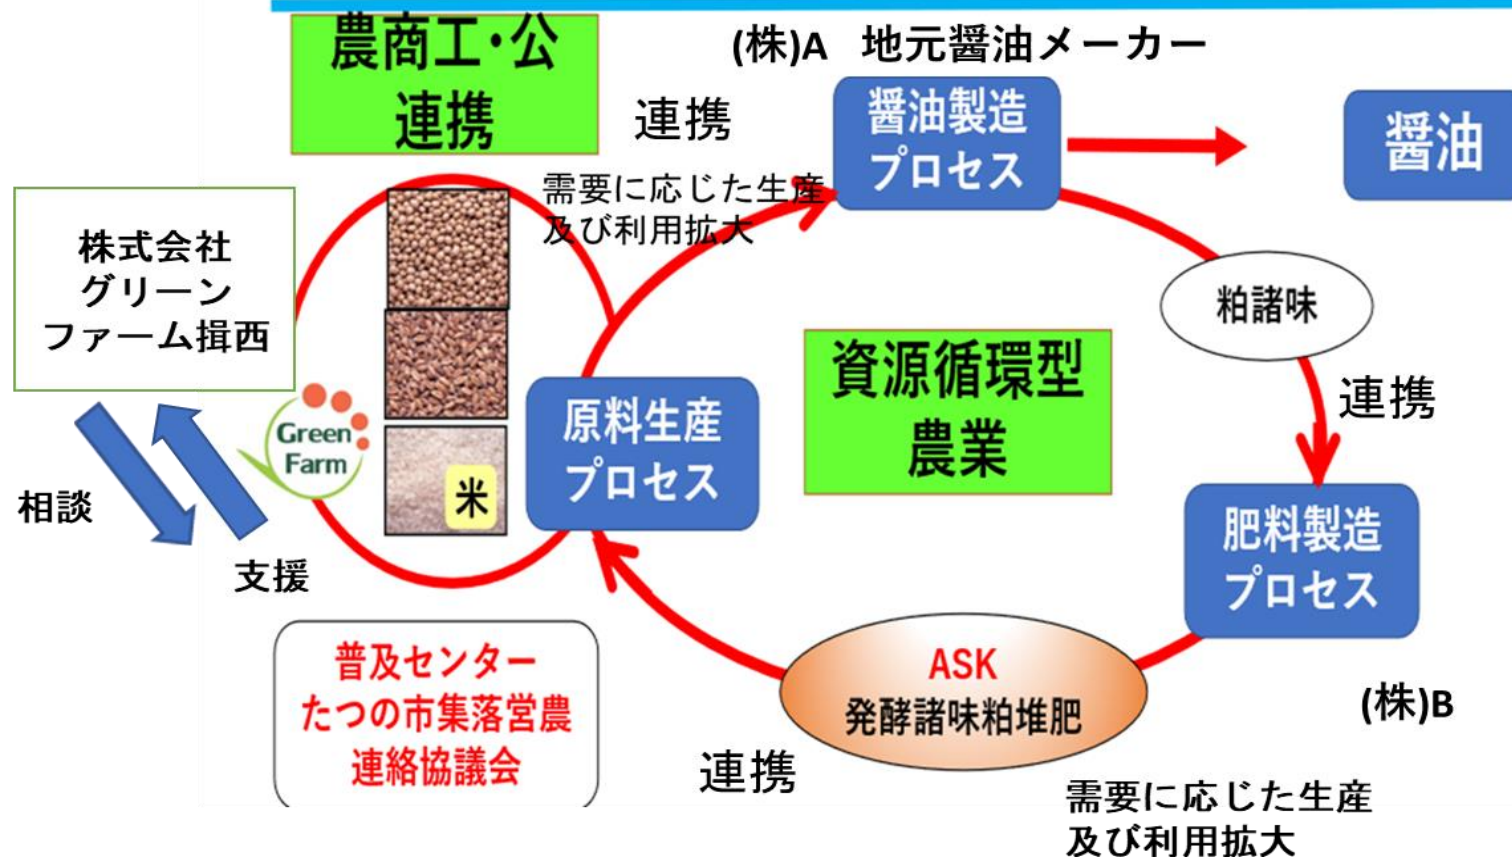 農商工・公
連携
(株)A 地元醤油メーカー
連携
醤油製造
プロセス
醤油
需要に応じた生産
及び利用拡大
株式会社
グリーン
ファーム揖西
粕諸味
資源循環型
農業
連携
Green
Farm
米
原料生産
プロセス
相談
支援
肥料製造
プロセス
普及センター
たつの市集落営農
連絡協議会
ASK
発酵諸味粕堆肥
(株)B
連携
需要に応じた生産
及び利用拡大